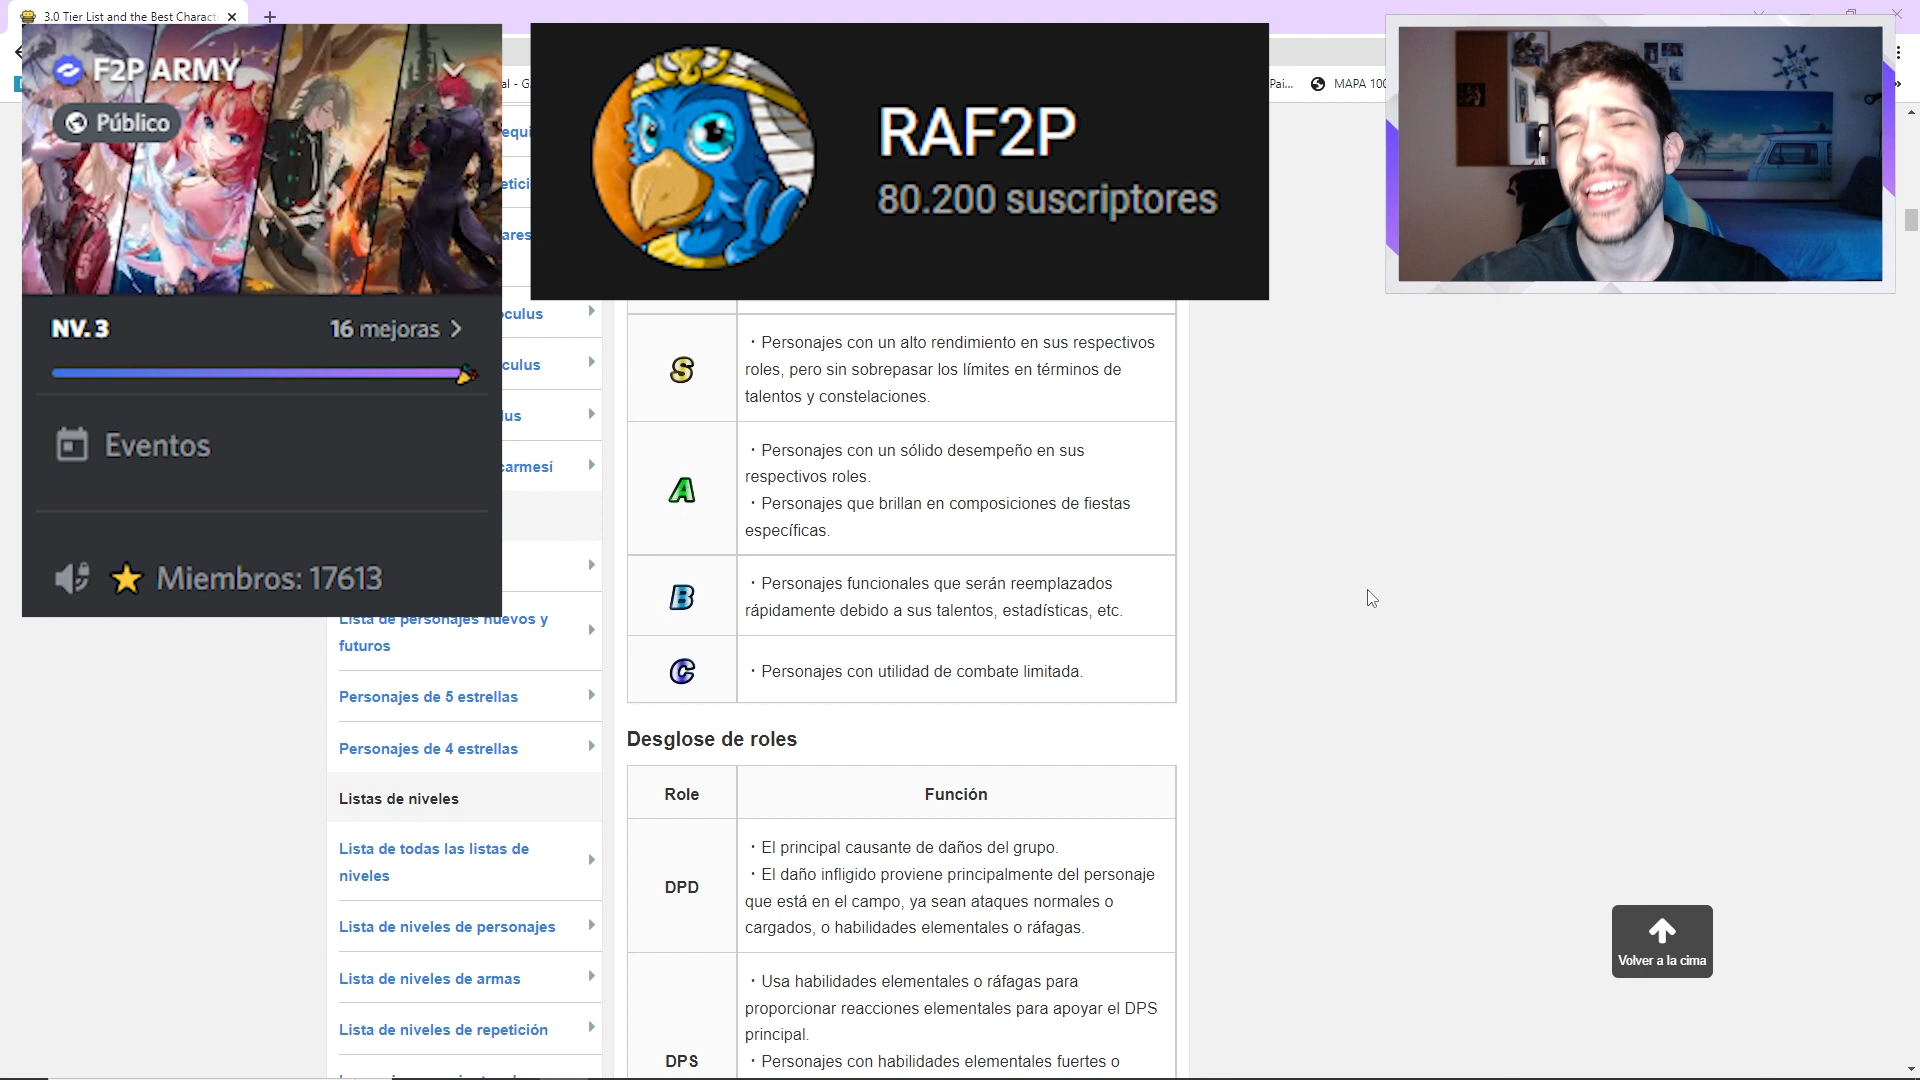 3.0 Tier List and the Best Charact
F2P ARMY
Público
NV. 3
16 mejoras
Eventos
Miembros: 17613
RAF2P
80.200 suscriptores
al - G
Pai...
MAPA 100
equi
etici
ares
oculus
culus
lus
carmesí
Lista de personajes nuevos y
futuros
Personajes de 5 estrellas
Personajes de 4 estrellas
Listas de niveles
Lista de todas las listas de
niveles
Lista de niveles de personajes
Lista de niveles de armas
Lista de niveles de repetición
S
· Personajes con un alto rendimiento en sus respectivos
roles, pero sin sobrepasar los límites en términos de
talentos y constelaciones.
A
· Personajes con un sólido desempeño en sus
respectivos roles.
· Personajes que brillan en composiciones de fiestas
específicas.
B
· Personajes funcionales que serán reemplazados
rápidamente debido a sus talentos, estadísticas, etc.
C
· Personajes con utilidad de combate limitada.
Desglose de roles
Role
Función
DPD
· El principal causante de daños del grupo.
· El daño infligido proviene principalmente del personaje
que está en el campo, ya sean ataques normales o
cargados, o habilidades elementales o ráfagas.
DPS
· Usa habilidades elementales o ráfagas para
proporcionar reacciones elementales para apoyar el DPS
principal.
· Personajes con habilidades elementales fuertes o
Volver a la cima